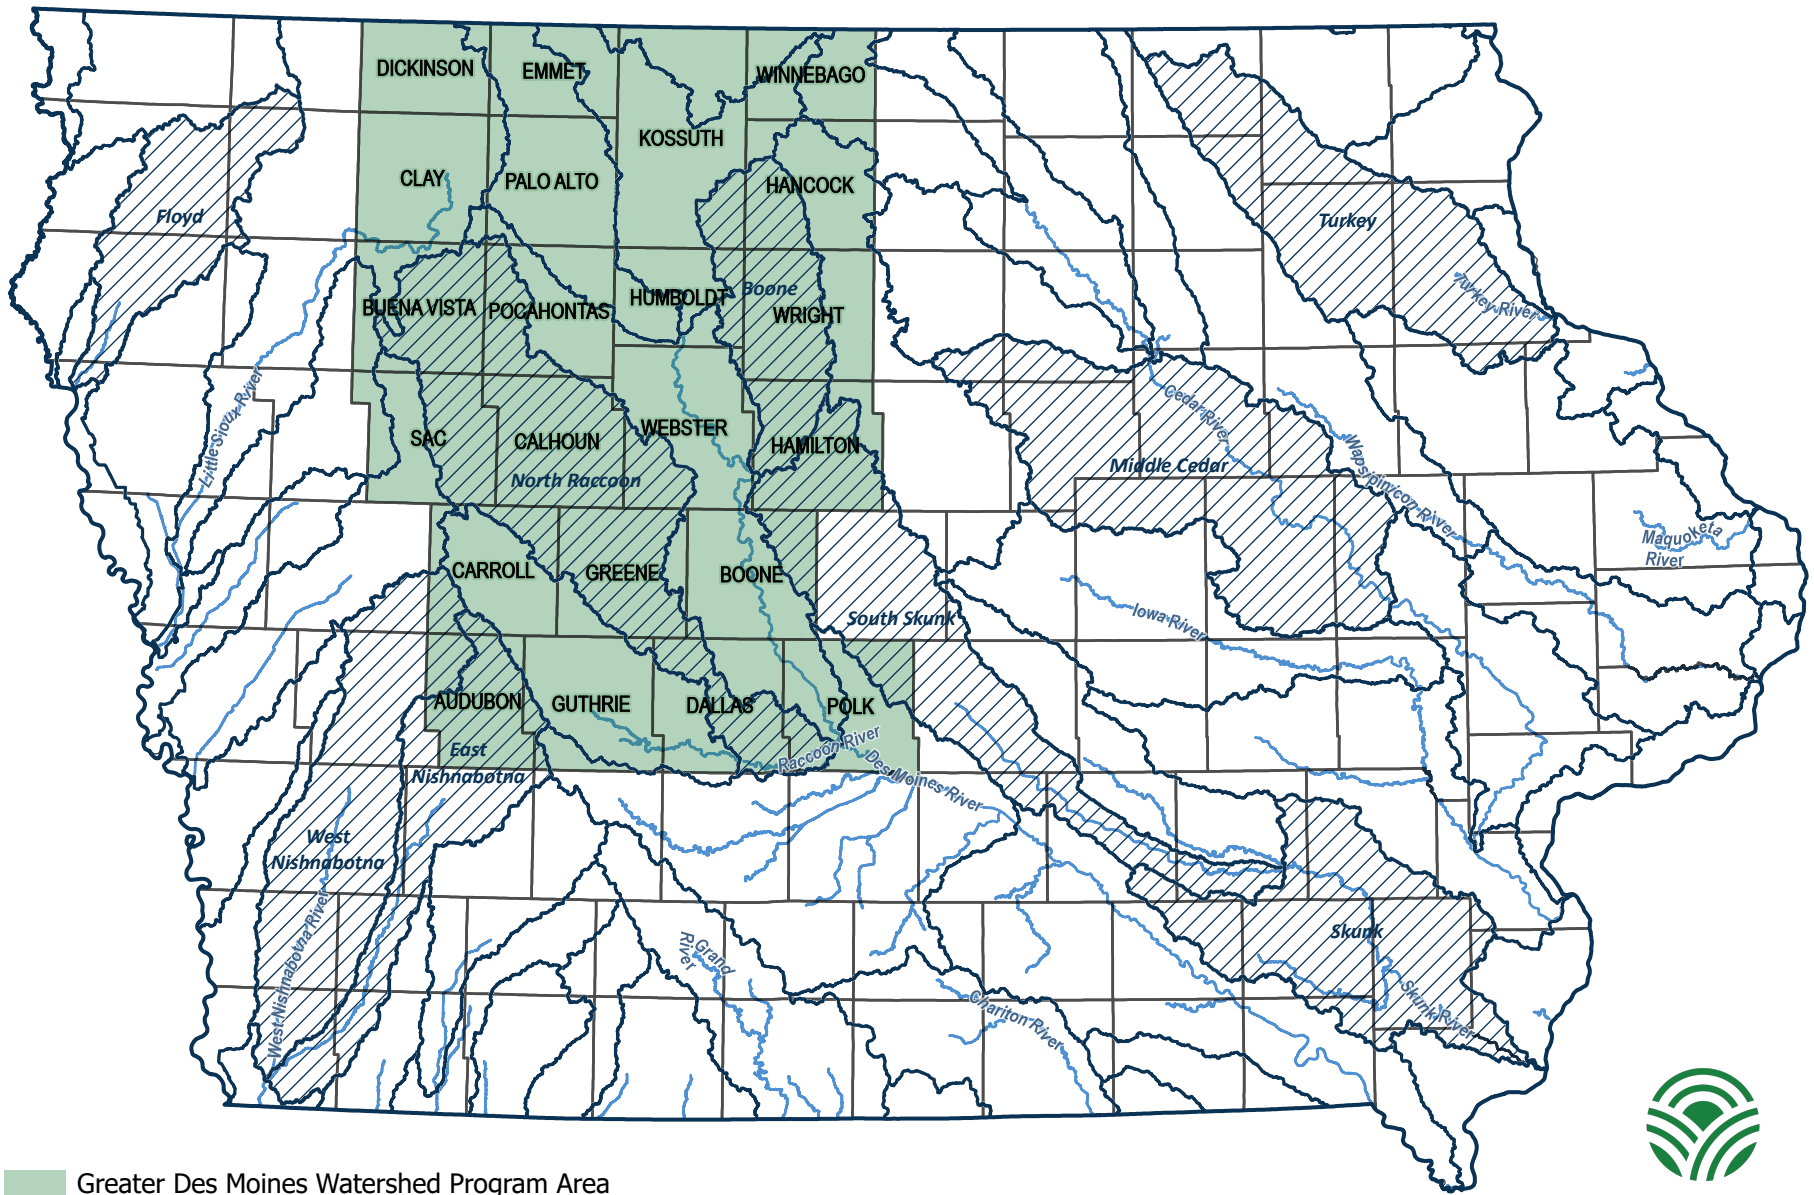 DICKINSON
EMMET
WINNEBAGO
KOSSUTH
CLAY
PALO ALTO
HANCOCK
Floyd
Turkey
Turkey River
BUENA VISTA
POCAHONTAS
HUMBOLDT
Boone
WRIGHT
Little Sioux River
Cedar River
SAC
CALHOUN
WEBSTER
HAMILTON
North Raccoon
Middle Cedar
Wapsipinicon River
Maquoketa
River
CARROLL
GREENE
BOONE
South Skunk
Iowa River
AUDUBON
GUTHRIE
DALLAS
POLK
East
Nishnabotna
Raccoon River
Des Moines River
West
Nishnabotna
West Nishnabotna River
Grand
River
Skunk
Skunk River
Chariton River
Greater Des Moines Watershed Program Area